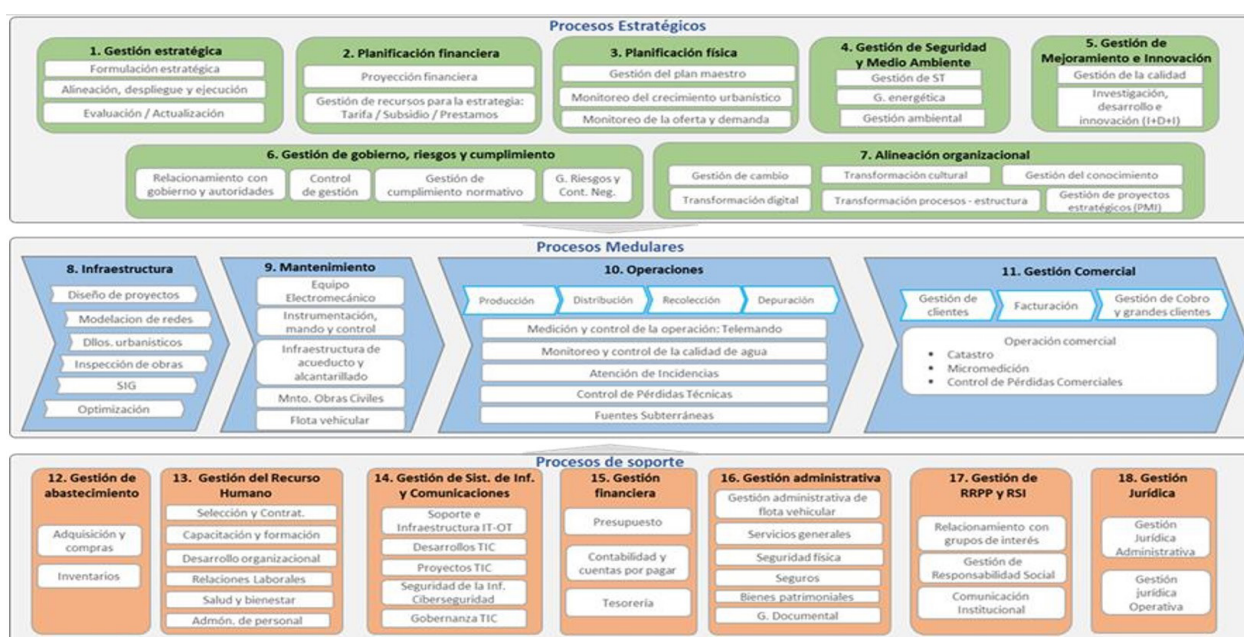 Procesos Estratégicos
1. Gestión estratégica
Formulación estratégica
Alineación, despliegue y ejecución
Evaluación / Actualización
2. Planificación financiera
Proyección financiera
Gestión de recursos para la estrategia:
Tarifa / Subsidio / Prestamos
3. Planificación física
Gestión del plan maestro
Monitoreo del crecimiento urbanístico
Monitoreo de la oferta y demanda
4. Gestión de Seguridad
y Medio Ambiente
Gestión de ST
G. energética
Gestión ambiental
5. Gestión de
Mejoramiento e Innovación
Gestión de la calidad
Investigación,
desarrollo e
innovación (I+D+I)
6. Gestión de gobierno, riesgos y cumplimiento
Relacionamiento con
gobierno y autoridades
Control
de gestión
Gestión de
cumplimiento normativo
G. Riesgos y
Cont. Neg.
7. Alineación organizacional
Gestión de cambio
Transformación cultural
Gestión del conocimiento
Transformación digital
Transformación procesos - estructura
Gestión de proyectos
estratégicos (PMI)
Procesos Medulares
8. Infraestructura
Diseño de proyectos
Modelacion de redes
Dllos. urbanisticos
Inspección de obras
SIG
Optimización
9. Mantenimiento
Equipo
Electromecánico
Instrumentación,
mando y control
Infraestructura de
acueducto y
alcantarillado
Mnto. Obras Civiles
Flota vehicular
10. Operaciones
Producción
Distribución
Recolección
Depuración
Medición y control de la operación: Telemando
Monitoreo y control de la calidad de agua
Atención de Incidencias
Control de Pérdidas Técnicas
Fuentes Subterráneas
11. Gestión Comercial
Gestión de
clientes
Facturación
Gestión de Cobro
y grandes clientes
Operación comercial
▪ Catastro
▪ Micromedición
▪ Control de Pérdidas Comerciales
Procesos de soporte
12. Gestión de
abastecimiento
Adquisición y
compras
Inventarios
13. Gestión del Recurso
Humano
Selección y Contrat.
Capacitación y formación
Desarrollo organizacional
Relaciones Laborales
Salud y bienestar
Admón. de personal
14. Gestión de Sist. de Inf.
y Comunicaciones
Soporte e
Infraestructura IT-OT
Desarrollos TIC
Proyectos TIC
Seguridad de la Inf.
Ciberseguridad
Gobernanza TIC
15. Gestión
financiera
Presupuesto
Contabilidad y
cuentas por pagar
Tesorería
16. Gestión administrativa
Gestión administrativa de
flota vehicular
Servicios generales
Seguridad física
Seguros
Bienes patrimoniales
G. Documental
17. Gestión de
RRPP y RSI
Relacionamiento con
grupos de interés
Gestión de
Responsabilidad Social
Comunicación
Institucional
18. Gestión
Jurídica
Gestión
Jurídica
Administrativa
Gestión
jurídica
Operativa